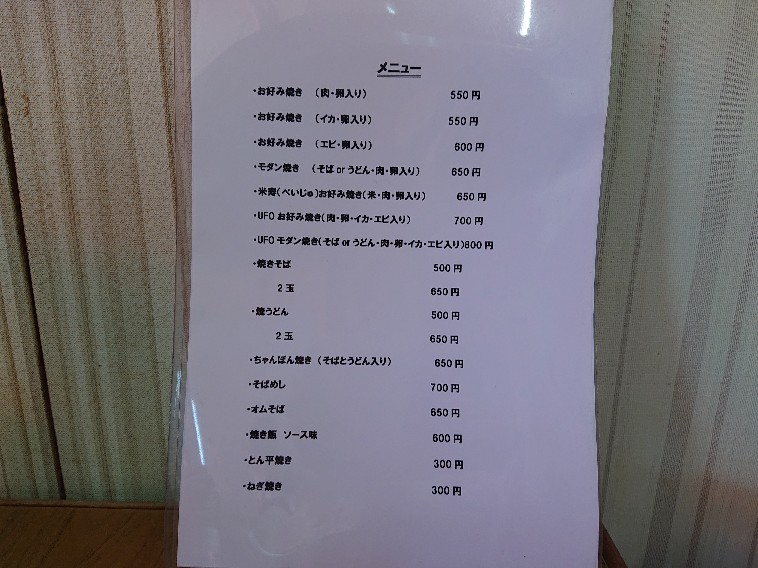 メニュー
・お好み焼き （肉・卵入り） 550円
・お好み焼き （イカ・卵入り） 550円
・お好み焼き （エビ・卵入り） 600円
・モダン焼き （そば or うどん・肉・卵入り） 650円
・米寿（べいじゅ）お好み焼き（米・肉・卵入り） 650円
・UFO お好み焼き（肉・卵・イカ・エビ入り） 700円
・UFO モダン焼き（そば or うどん・肉・卵・イカ・エビ入り）800円
・焼きそば 500円
２玉 650円
・焼うどん 500円
２玉 650円
・ちゃんぽん焼き （そばとうどん入り） 650円
・そばめし 700円
・オムそば 650円
・焼き飯 ソース味 600円
・とん平焼き 300円
・ねぎ焼き 300円